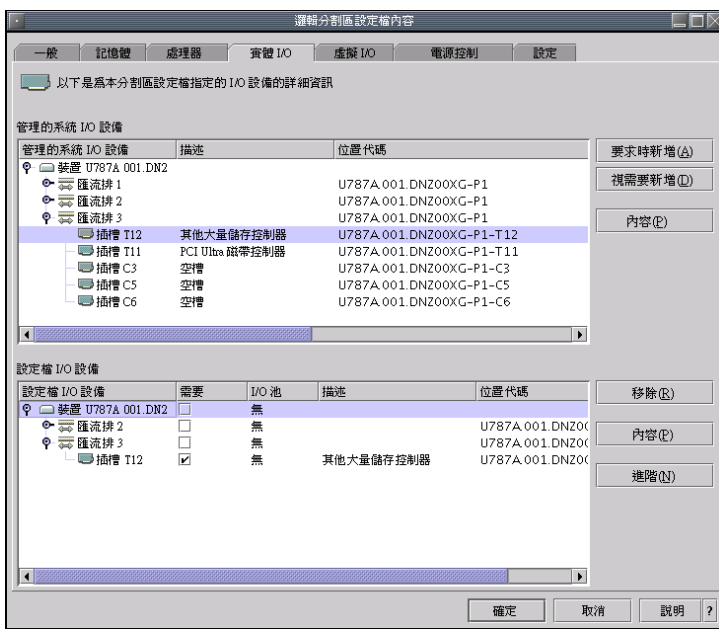 邏輯分割區設定檔內容
一般 記憶體 處理器 實體 I/O 虛擬 I/O 電源控制 設定
以下是爲本分割區設定檔指定的 I/O 設備的詳細資訊
管理的系統 I/O 設備
管理的系統 I/O 設備 描述 位置代碼
裝置 U787A 001.DN2
匯流排 1 U787A.001.DNZ00XG-P1
匯流排 2 U787A.001.DNZ00XG-P1
匯流排 3 U787A.001.DNZ00XG-P1
插槽 T12 其他大量儲存控制器 U787A.001.DNZ00XG-P1-T12
插槽 T11 PCI Ultra 磁帶控制器 U787A.001.DNZ00XG-P1-T11
插槽 C3 空槽 U787A.001.DNZ00XG-P1-C3
插槽 C5 空槽 U787A.001.DNZ00XG-P1-C5
插槽 C6 空槽 U787A.001.DNZ00XG-P1-C6
要求時新增(A)
視需要新增(D)
內容(P)
設定檔 I/O 設備
設定檔 I/O 設備 需要 I/O 池 描述 位置代碼
裝置 U787A 001.DN2 無
匯流排 2 無 U787A.001.DNZ0(
匯流排 3 無 U787A.001.DNZ0(
插槽 T12 無 其他大量儲存控制器 U787A.001.DNZ0(
移除(R)
內容(P)
進階(N)
確定 取消 說明 ?